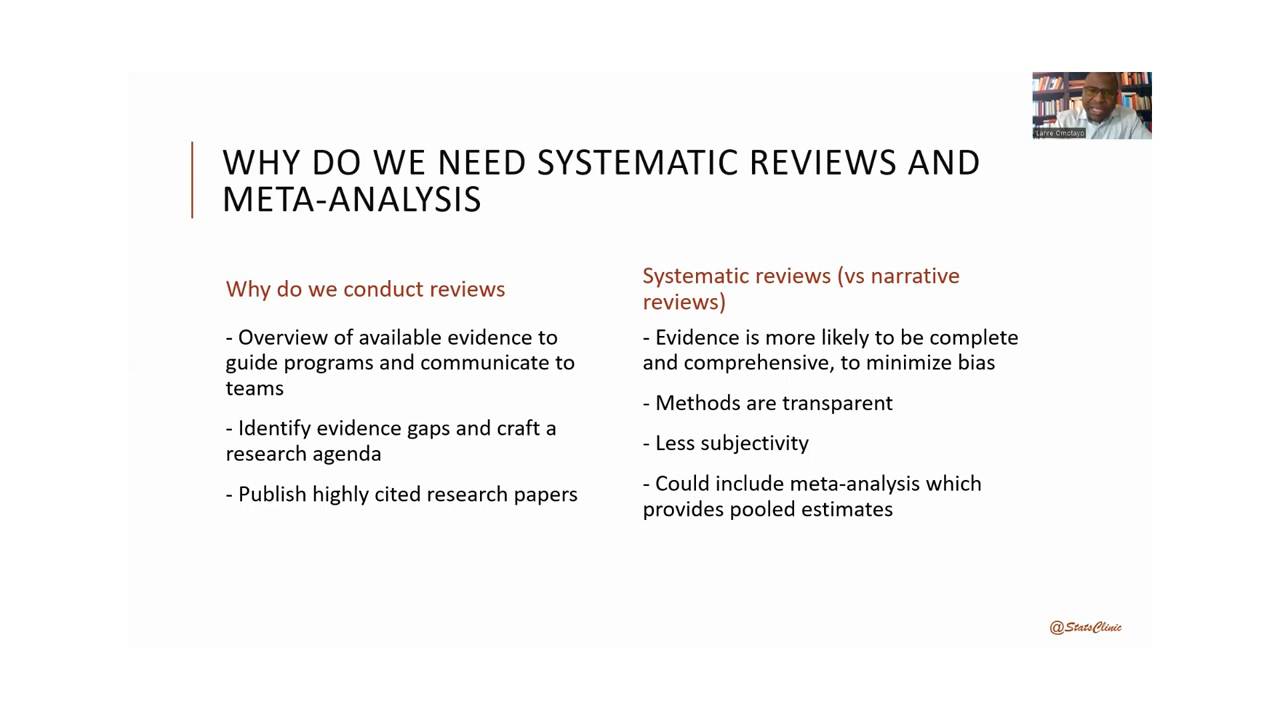 Larre Omotayo
WHY DO WE NEED SYSTEMATIC REVIEWS AND
META-ANALYSIS
Why do we conduct reviews
- Overview of available evidence to
guide programs and communicate to
teams
- Identify evidence gaps and craft a
research agenda
- Publish highly cited research papers
Systematic reviews (vs narrative
reviews)
- Evidence is more likely to be complete
and comprehensive, to minimize bias
- Methods are transparent
- Less subjectivity
- Could include meta-analysis which
provides pooled estimates
@StatsClinic